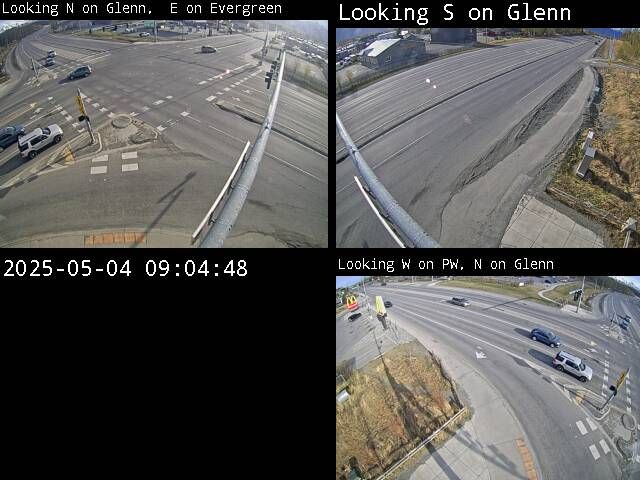 Looking N on Glenn,  E on Evergreen
Looking S on Glenn
2025-05-04 09:04:48
Looking W on PW, N on Glenn